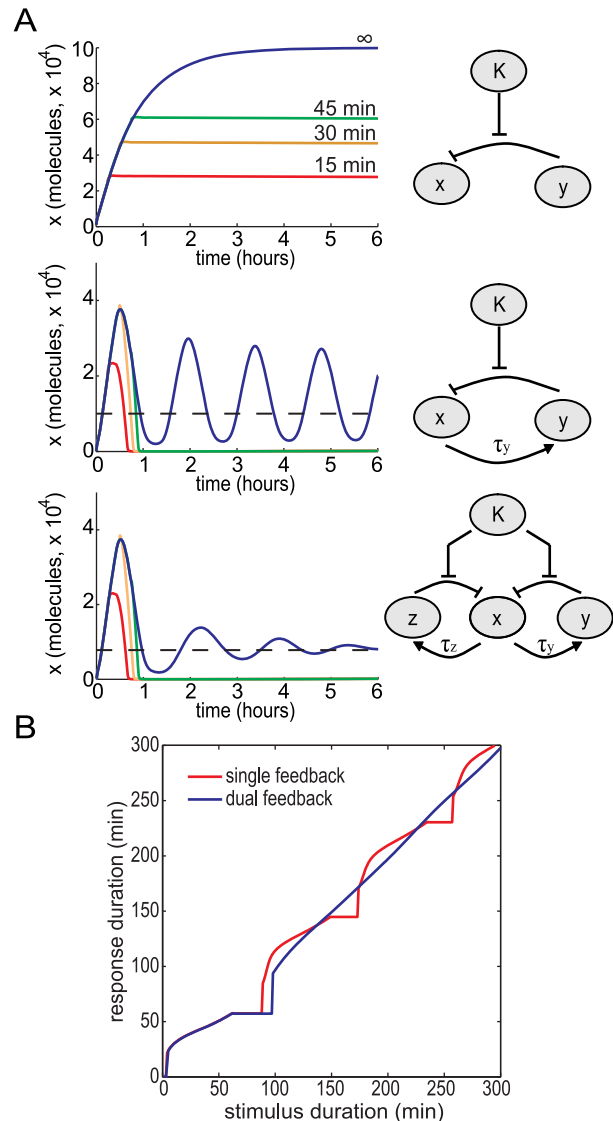 A
x (molecules, x 10⁴)
10
8
6
4
2
0
∞
45 min
30 min
15 min
0 1 2 3 4 5 6
time (hours)
K
x
y
x (molecules, x 10⁴)
4
2
0
0 1 2 3 4 5 6
time (hours)
K
x
y
τy
x (molecules, x 10⁴)
4
2
0
0 1 2 3 4 5 6
time (hours)
K
z
x
y
τz
τy
B
response duration (min)
300
250
200
150
100
50
0
single feedback
dual feedback
0 50 100 150 200 250 300
stimulus duration (min)